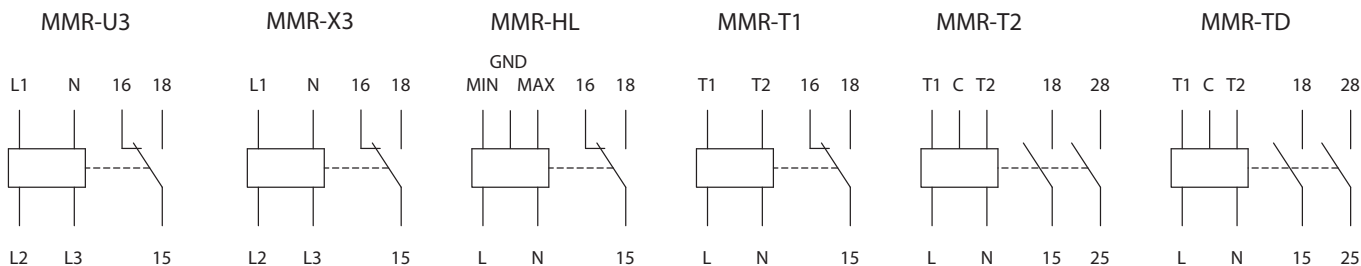 MMR-U3 MMR-X3 MMR-HL MMR-T1 MMR-T2 MMR-TD
GND
L1 N 16 18 L1 N 16 18 MIN MAX 16 18 T1 T2 16 18 T1 C T2 18 28 T1 C T2 18 28
L2 L3 15 L2 L3 15 L N 15 L N 15 L N 15 25 L N 15 25